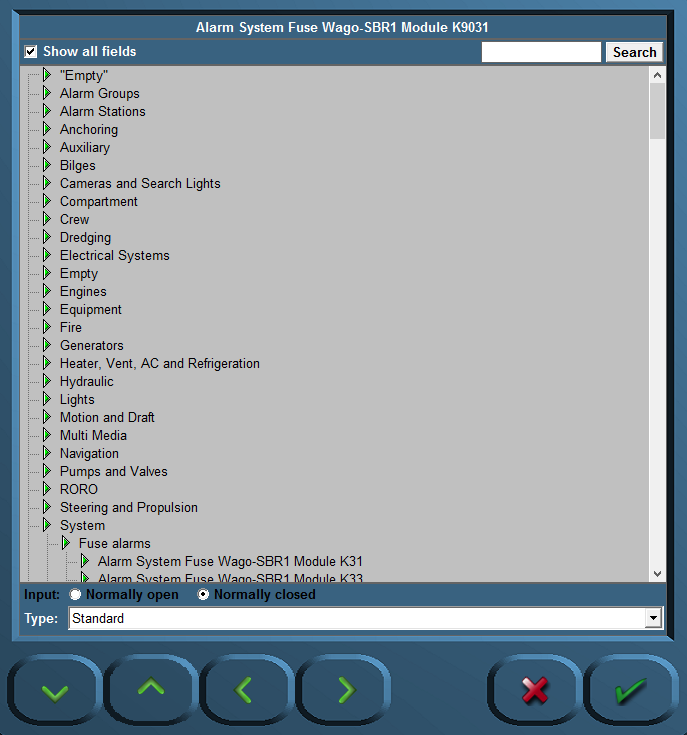 Alarm System Fuse Wago-SBR1 Module K9031
Show all fields Search
"Empty"
Alarm Groups
Alarm Stations
Anchoring
Auxiliary
Bilges
Cameras and Search Lights
Compartment
Crew
Dredging
Electrical Systems
Empty
Engines
Equipment
Fire
Generators
Heater, Vent, AC and Refrigeration
Hydraulic
Lights
Motion and Draft
Multi Media
Navigation
Pumps and Valves
RORO
Steering and Propulsion
System
Fuse alarms
Alarm System Fuse Wago-SBR1 Module K31
Alarm System Fuse Wago-SBR1 Module K33
Input: Normally open Normally closed
Type: Standard